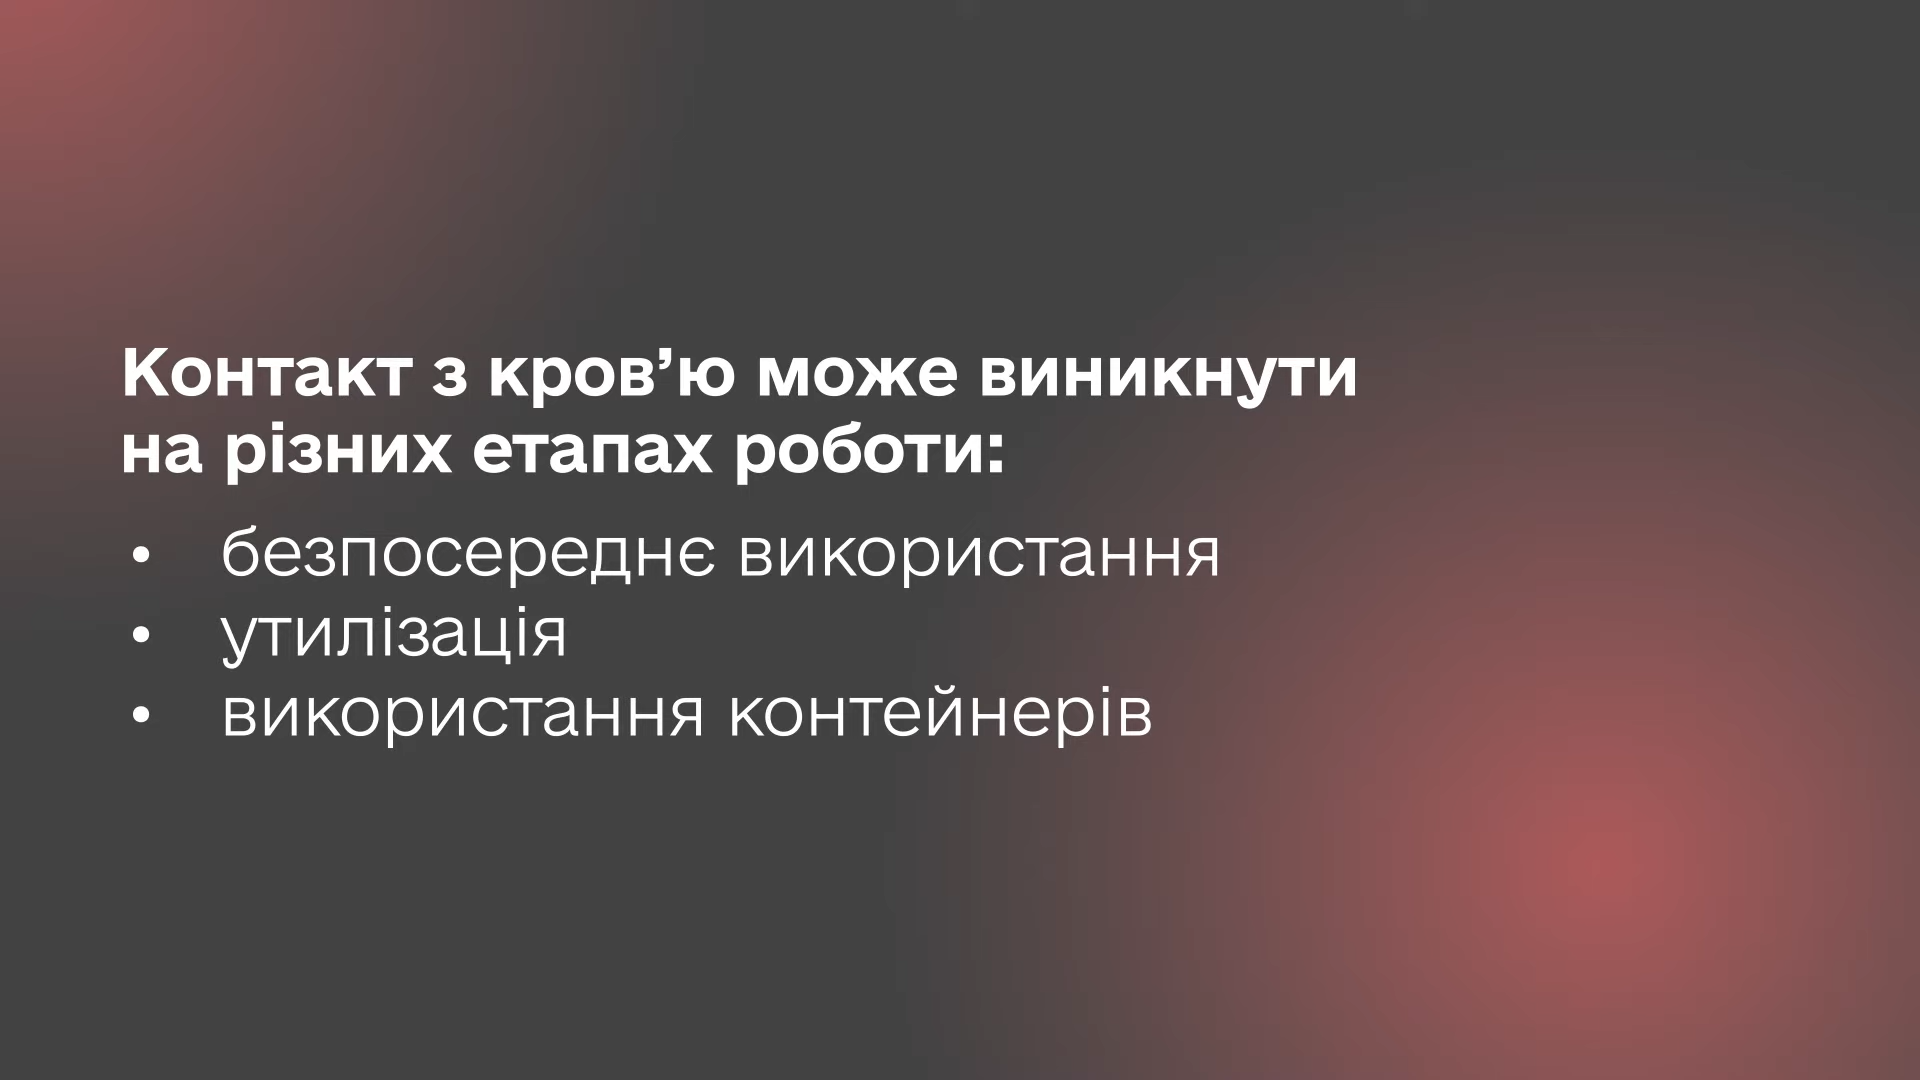 Контакт з кров’ю може виникнути
на різних етапах роботи:
• безпосереднє використання
• утилізація
• використання контейнерів